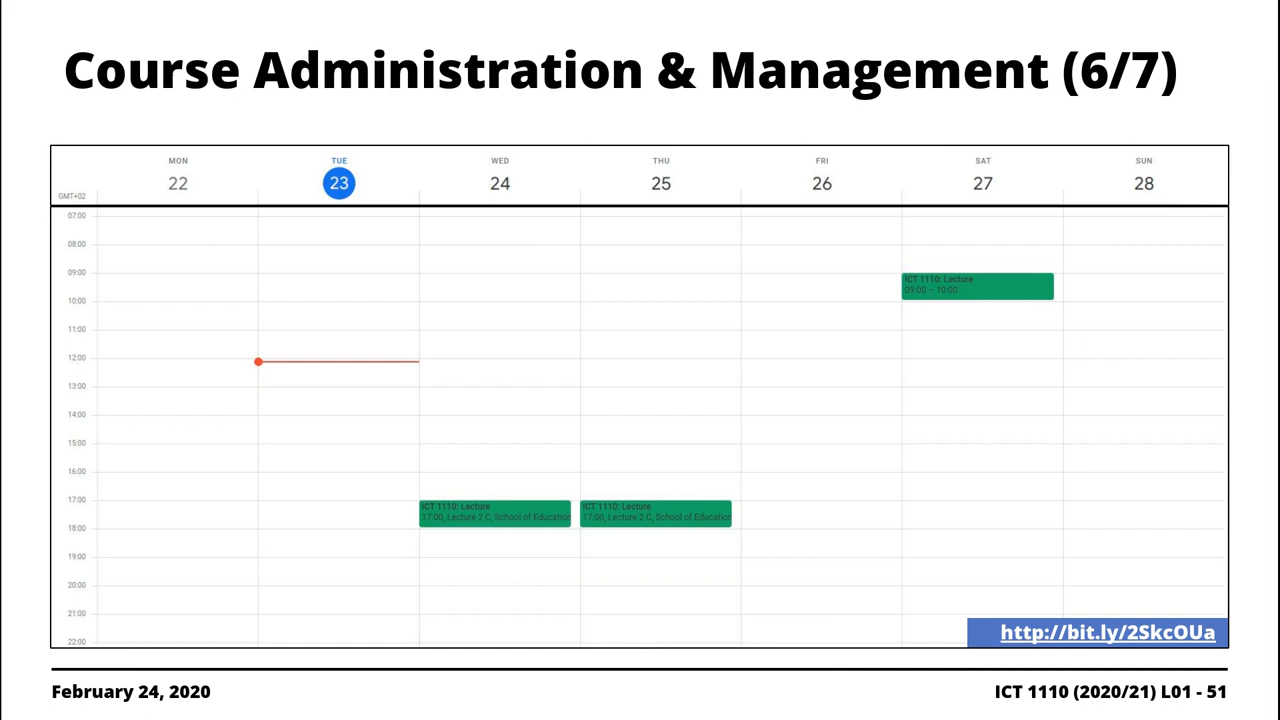 Course Administration & Management (6/7)
MON TUE WED THU FRI SAT SUN
22 23 24 25 26 27 28
GMT+02
07:00
08:00
09:00
ICT 1110: Lecture
09:00 – 10:00
10:00
11:00
12:00
13:00
14:00
15:00
16:00
17:00
ICT 1110: Lecture ICT 1110: Lecture
17:00, Lecture 2 C, School of Education 17:00, Lecture 2 C, School of Education
18:00
19:00
20:00
21:00
http://bit.ly/2SkcOUa
22:00
February 24, 2020 ICT 1110 (2020/21) L01 - 51